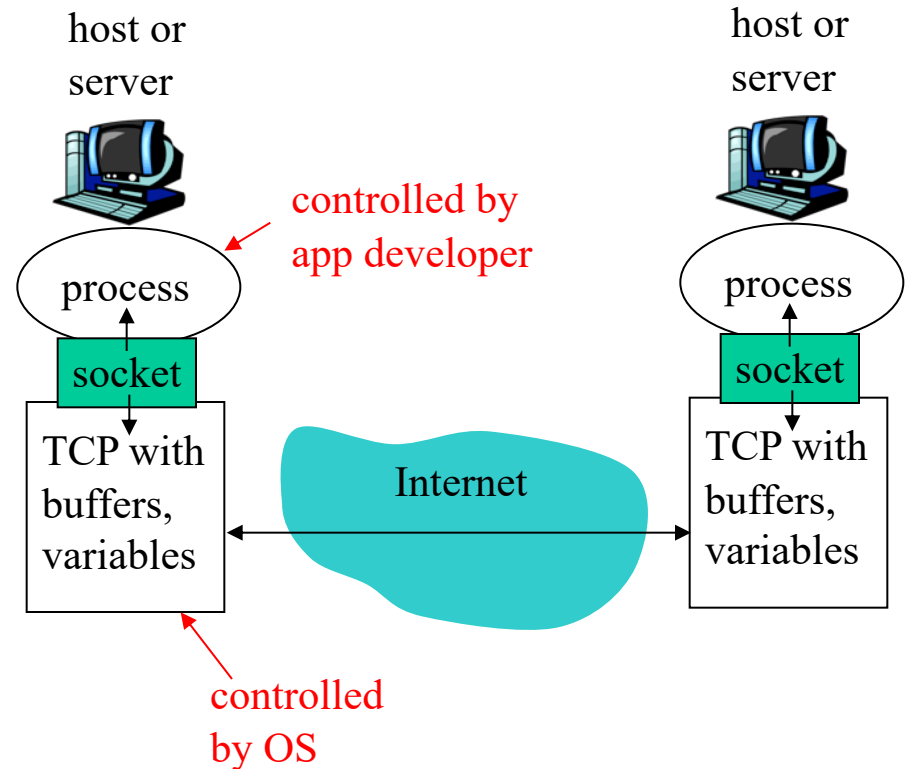 host or
server
host or
server
controlled by
app developer
process
process
socket
socket
TCP with
buffers,
variables
Internet
TCP with
buffers,
variables
controlled
by OS